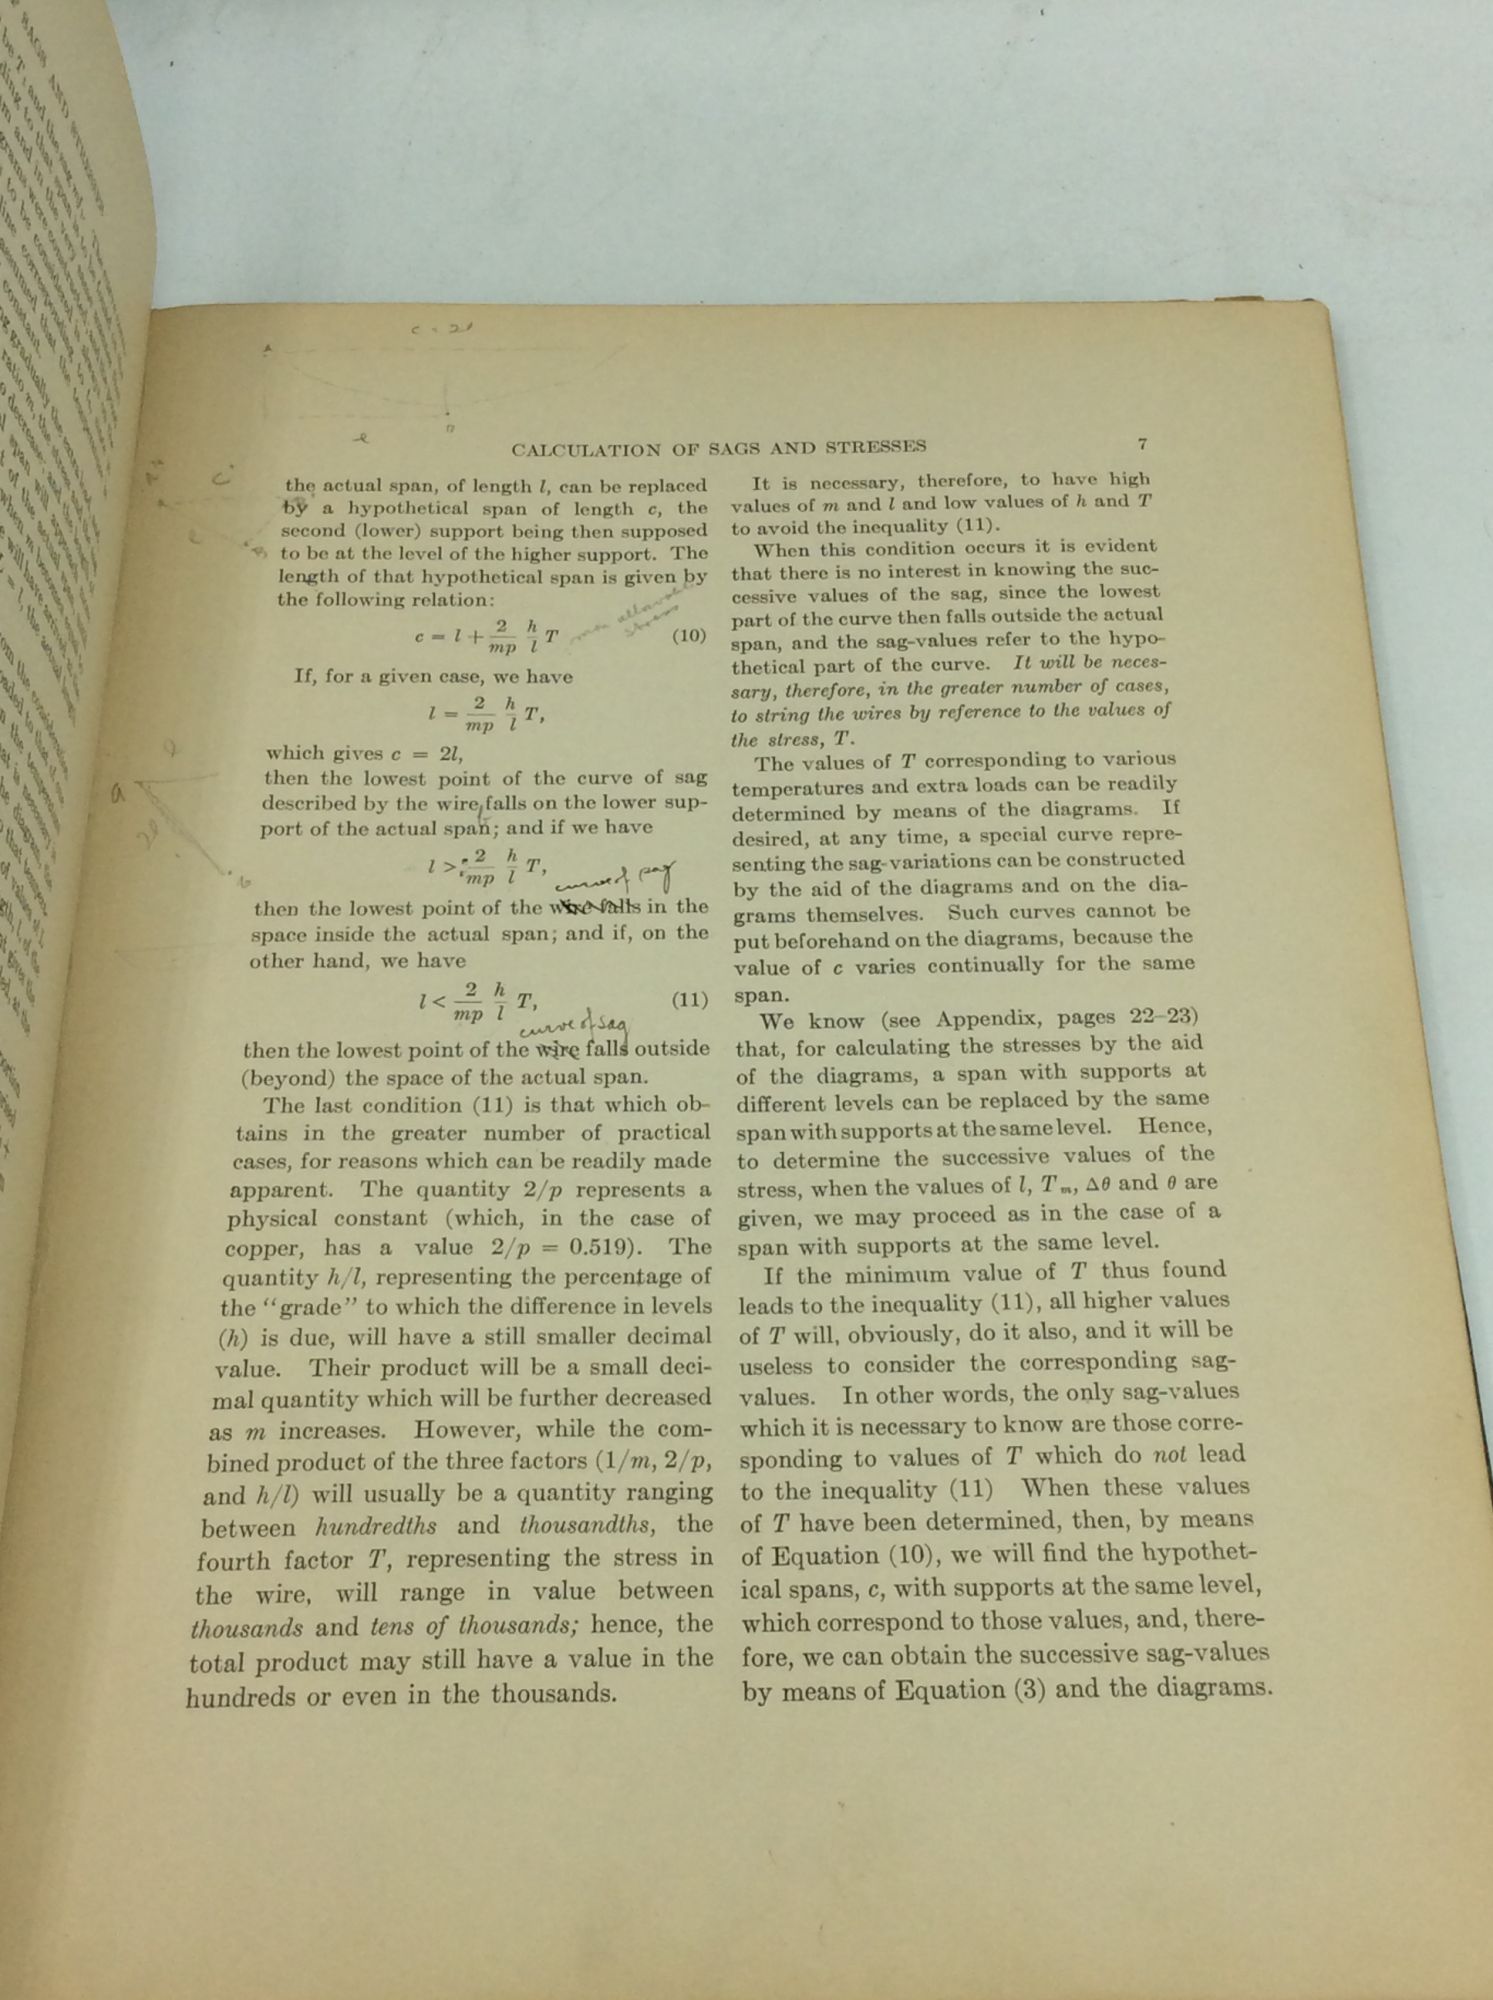 c = 2l
CALCULATION OF SAGS AND STRESSES 7
the actual span, of length l, can be replaced
by a hypothetical span of length c, the
second (lower) support being then supposed
to be at the level of the higher support. The
length of that hypothetical span is given by
the following relation:
c = l + 2/mp h/l T (10)
If, for a given case, we have
l = 2/mp h/l T,
which gives c = 2l,
then the lowest point of the curve of sag
described by the wire, falls on the lower sup-
port of the actual span; and if we have
l > 2/mp h/l T,
curve of sag
then the lowest point of the wire falls in the
space inside the actual span; and if, on the
other hand, we have
l < 2/mp h/l T, (11)
curve of sag
then the lowest point of the wire falls outside
(beyond) the space of the actual span.
The last condition (11) is that which ob-
tains in the greater number of practical
cases, for reasons which can be readily made
apparent. The quantity 2/p represents a
physical constant (which, in the case of
copper, has a value 2/p = 0.519). The
quantity h/l, representing the percentage of
the "grade" to which the difference in levels
(h) is due, will have a still smaller decimal
value. Their product will be a small deci-
mal quantity which will be further decreased
as m increases. However, while the com-
bined product of the three factors (1/m, 2/p,
and h/l) will usually be a quantity ranging
between hundredths and thousandths, the
fourth factor T, representing the stress in
the wire, will range in value between
thousands and tens of thousands; hence, the
total product may still have a value in the
hundreds or even in the thousands.
It is necessary, therefore, to have high
values of m and l and low values of h and T
to avoid the inequality (11).
When this condition occurs it is evident
that there is no interest in knowing the suc-
cessive values of the sag, since the lowest
part of the curve then falls outside the actual
span, and the sag-values refer to the hypo-
thetical part of the curve. It will be neces-
sary, therefore, in the greater number of cases,
to string the wires by reference to the values of
the stress, T.
The values of T corresponding to various
temperatures and extra loads can be readily
determined by means of the diagrams. If
desired, at any time, a special curve repre-
senting the sag-variations can be constructed
by the aid of the diagrams and on the dia-
grams themselves. Such curves cannot be
put beforehand on the diagrams, because the
value of c varies continually for the same
span.
We know (see Appendix, pages 22-23)
that, for calculating the stresses by the aid
of the diagrams, a span with supports at
different levels can be replaced by the same
span with supports at the same level. Hence,
to determine the successive values of the
stress, when the values of l, Tm, Δθ and θ are
given, we may proceed as in the case of a
span with supports at the same level.
If the minimum value of T thus found
leads to the inequality (11), all higher values
of T will, obviously, do it also, and it will be
useless to consider the corresponding sag-
values. In other words, the only sag-values
which it is necessary to know are those corre-
sponding to values of T which do not lead
to the inequality (11) When these values
of T have been determined, then, by means
of Equation (10), we will find the hypothet-
ical spans, c, with supports at the same level,
which correspond to those values, and, there-
fore, we can obtain the successive sag-values
by means of Equation (3) and the diagrams.